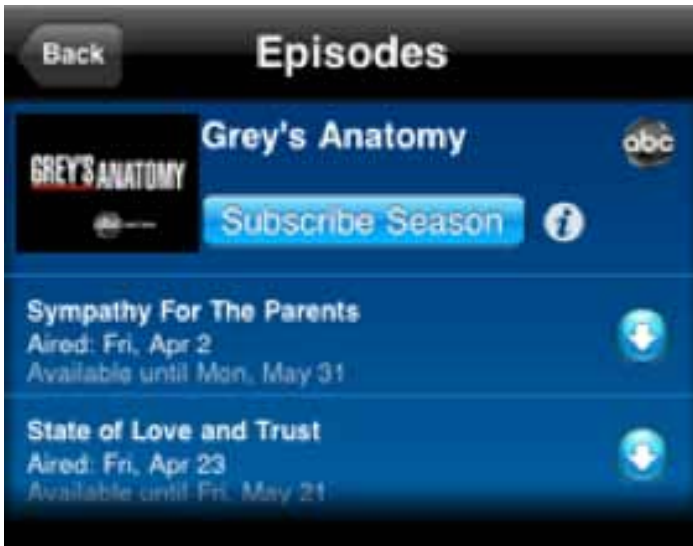 Back
Episodes
GREY'S ANATOMY
Grey's Anatomy
abc
Subscribe Season
i
Sympathy For The Parents
Aired: Fri, Apr 2
Available until Mon, May 31
State of Love and Trust
Aired: Fri, Apr 23
Available until Fri, May 21